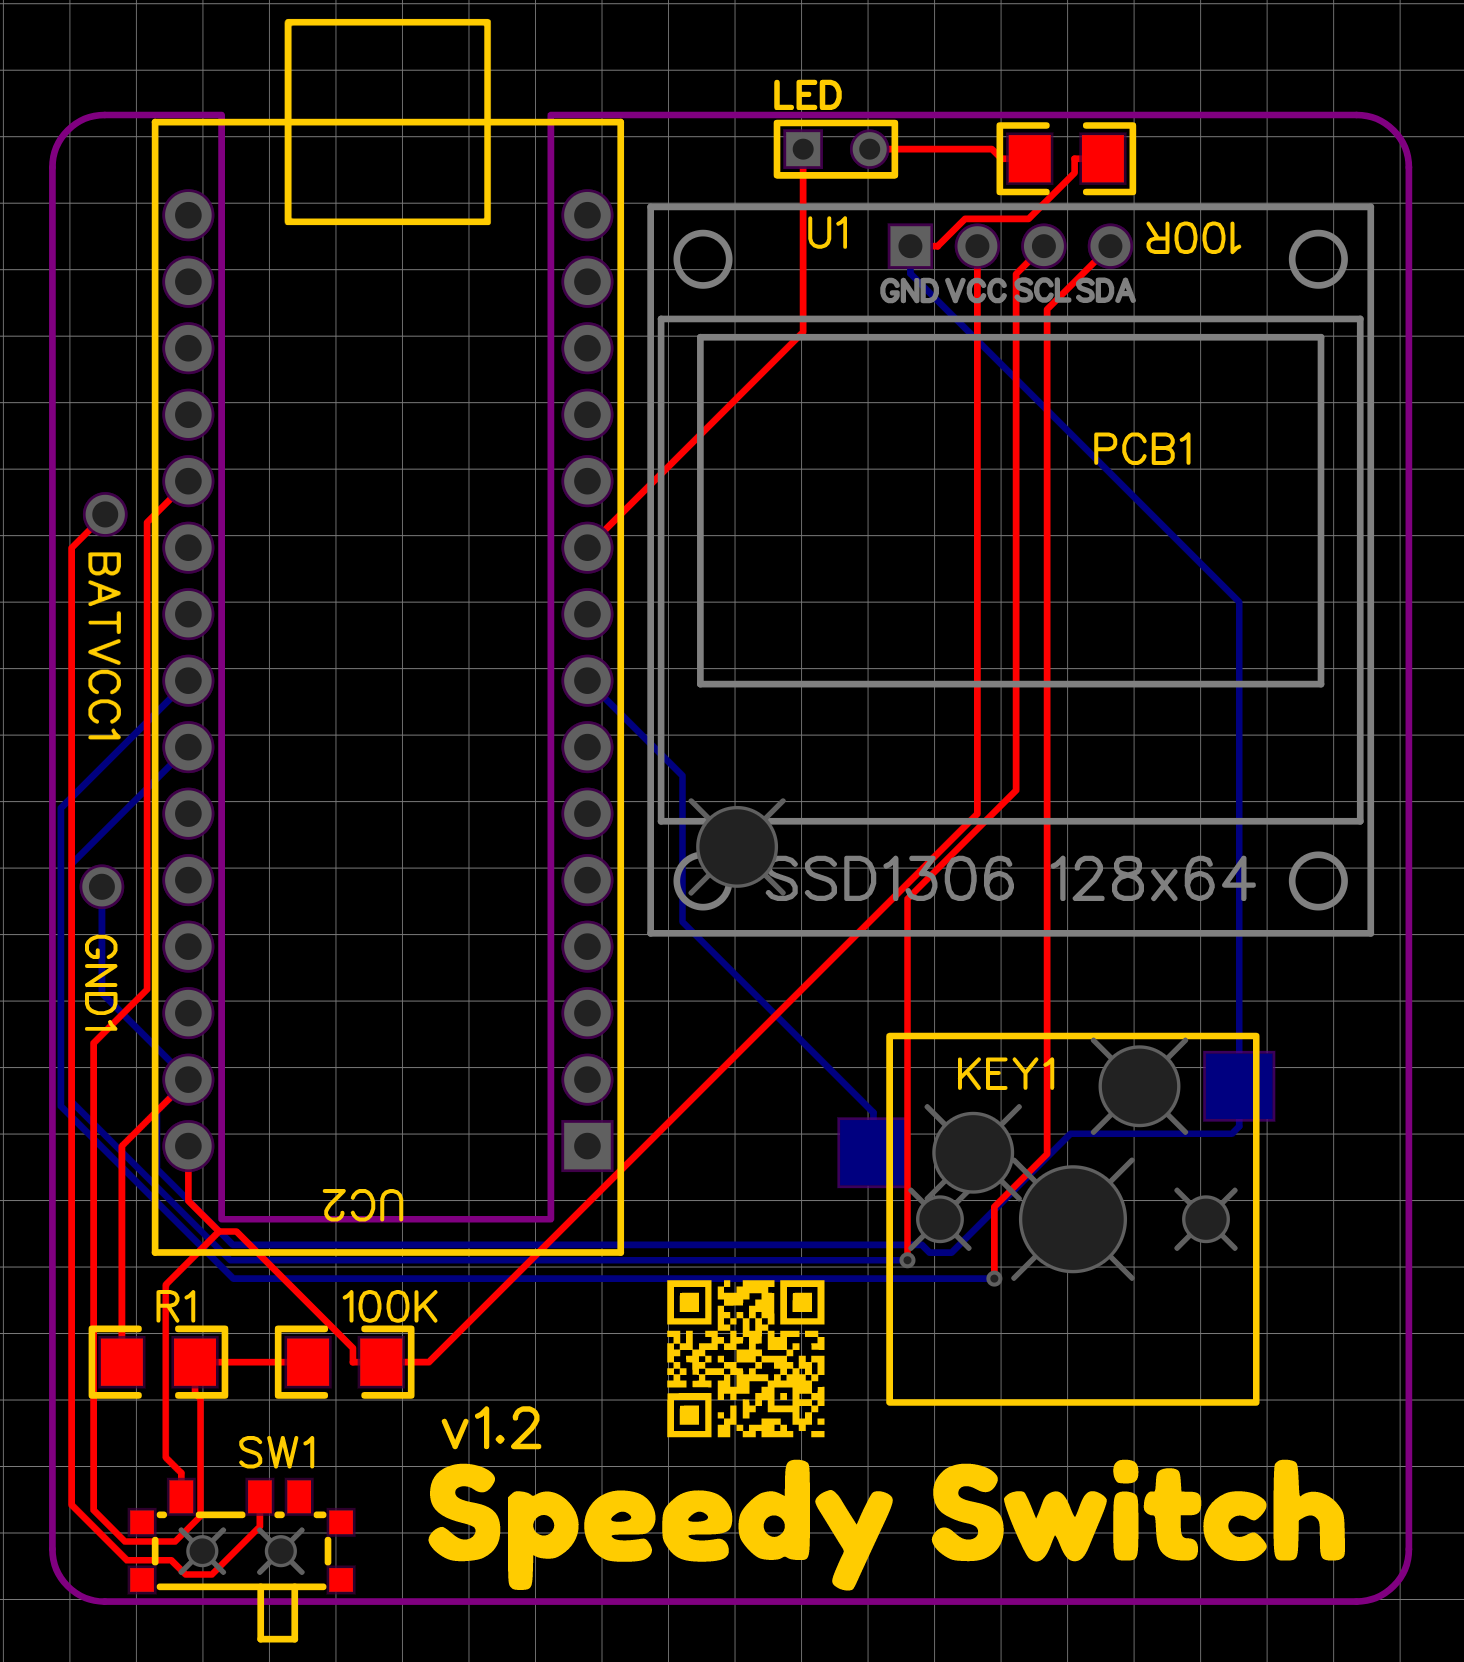 LED
U1
100R
GND VCC SCL SDA
PCB1
BATVCC1
SSD1306 128x64
GND1
KEY1
UC2
R1
100K
v1.2
SW1
Speedy Switch